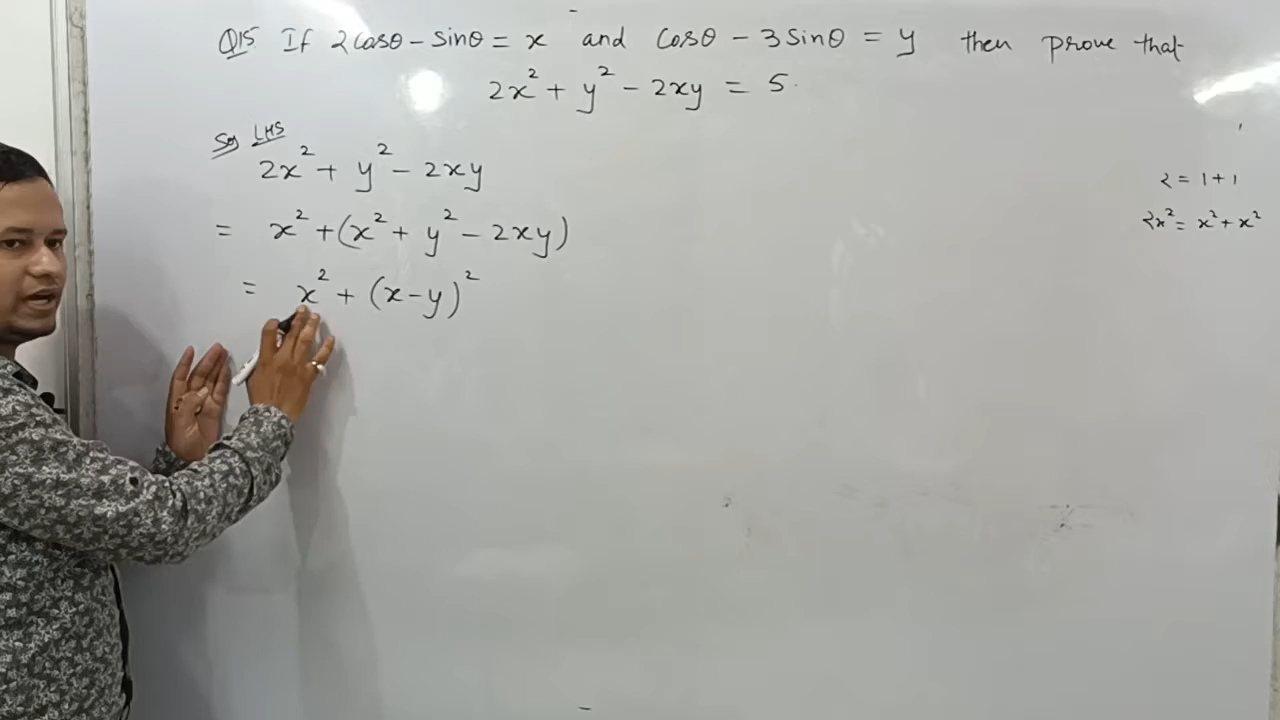 Q15. If 2cosθ - sinθ = x and cosθ - 3sinθ = y then prove that
2x² + y² - 2xy = 5.
Sol LHS
2x² + y² - 2xy
= x² + (x² + y² - 2xy)
= x² + (x-y)²
2 = 1+1
2x² = x² + x²